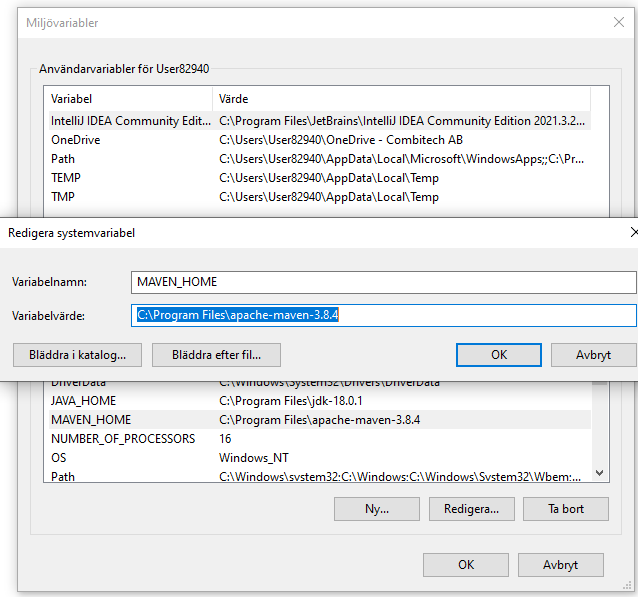 Miljövariabler
Användarvariabler för User82940
Variabel Värde
IntelliJ IDEA Community Edit... C:\Program Files\JetBrains\IntelliJ IDEA Community Edition 2021.3.2...
OneDrive C:\Users\User82940\OneDrive - Combitech AB
Path C:\Users\User82940\AppData\Local\Microsoft\WindowsApps;;C:\Pr...
TEMP C:\Users\User82940\AppData\Local\Temp
TMP C:\Users\User82940\AppData\Local\Temp
Redigera systemvariabel
Variabelnamn: MAVEN_HOME
Variabelvärde: C:\Program Files\apache-maven-3.8.4
Bläddra i katalog... Bläddra efter fil... OK Avbryt
DriverData C:\Windows\System32\Drivers\DriverData
JAVA_HOME C:\Program Files\jdk-18.0.1
MAVEN_HOME C:\Program Files\apache-maven-3.8.4
NUMBER_OF_PROCESSORS 16
OS Windows_NT
Path C:\Windows\system32;C:\Windows;C:\Windows\System32\Wbem;...
Ny... Redigera... Ta bort
OK Avbryt